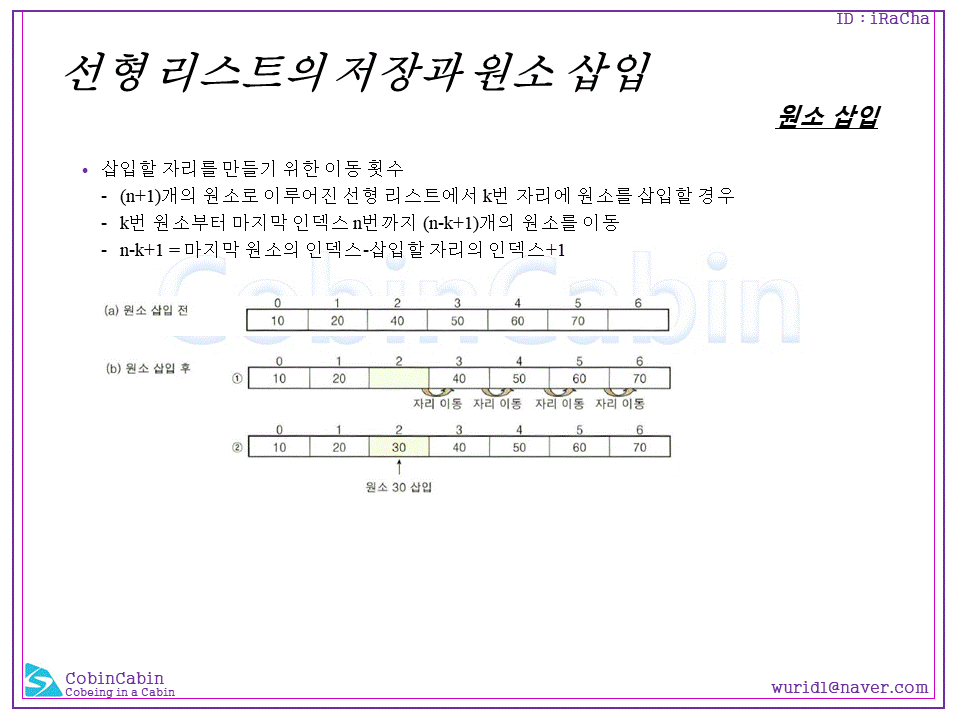 ID : iRaCha
선형 리스트의 저장과 원소 삽입
원소 삽입
• 삽입할 자리를 만들기 위한 이동 횟수
- (n+1)개의 원소로 이루어진 선형 리스트에서 k번 자리에 원소를 삽입할 경우
- k번 원소부터 마지막 인덱스 n번까지 (n-k+1)개의 원소를 이동
- n-k+1 = 마지막 원소의 인덱스-삽입할 자리의 인덱스+1
CobinCabin
(a) 원소 삽입 전
0 1 2 3 4 5 6
10 20 40 50 60 70
(b) 원소 삽입 후
0 1 2 3 4 5 6
① 10 20 40 50 60 70
자리 이동 자리 이동 자리 이동 자리 이동
0 1 2 3 4 5 6
② 10 20 30 40 50 60 70
원소 30 삽입
CobinCabin
Cobeing in a Cabin
wurid1@naver.com